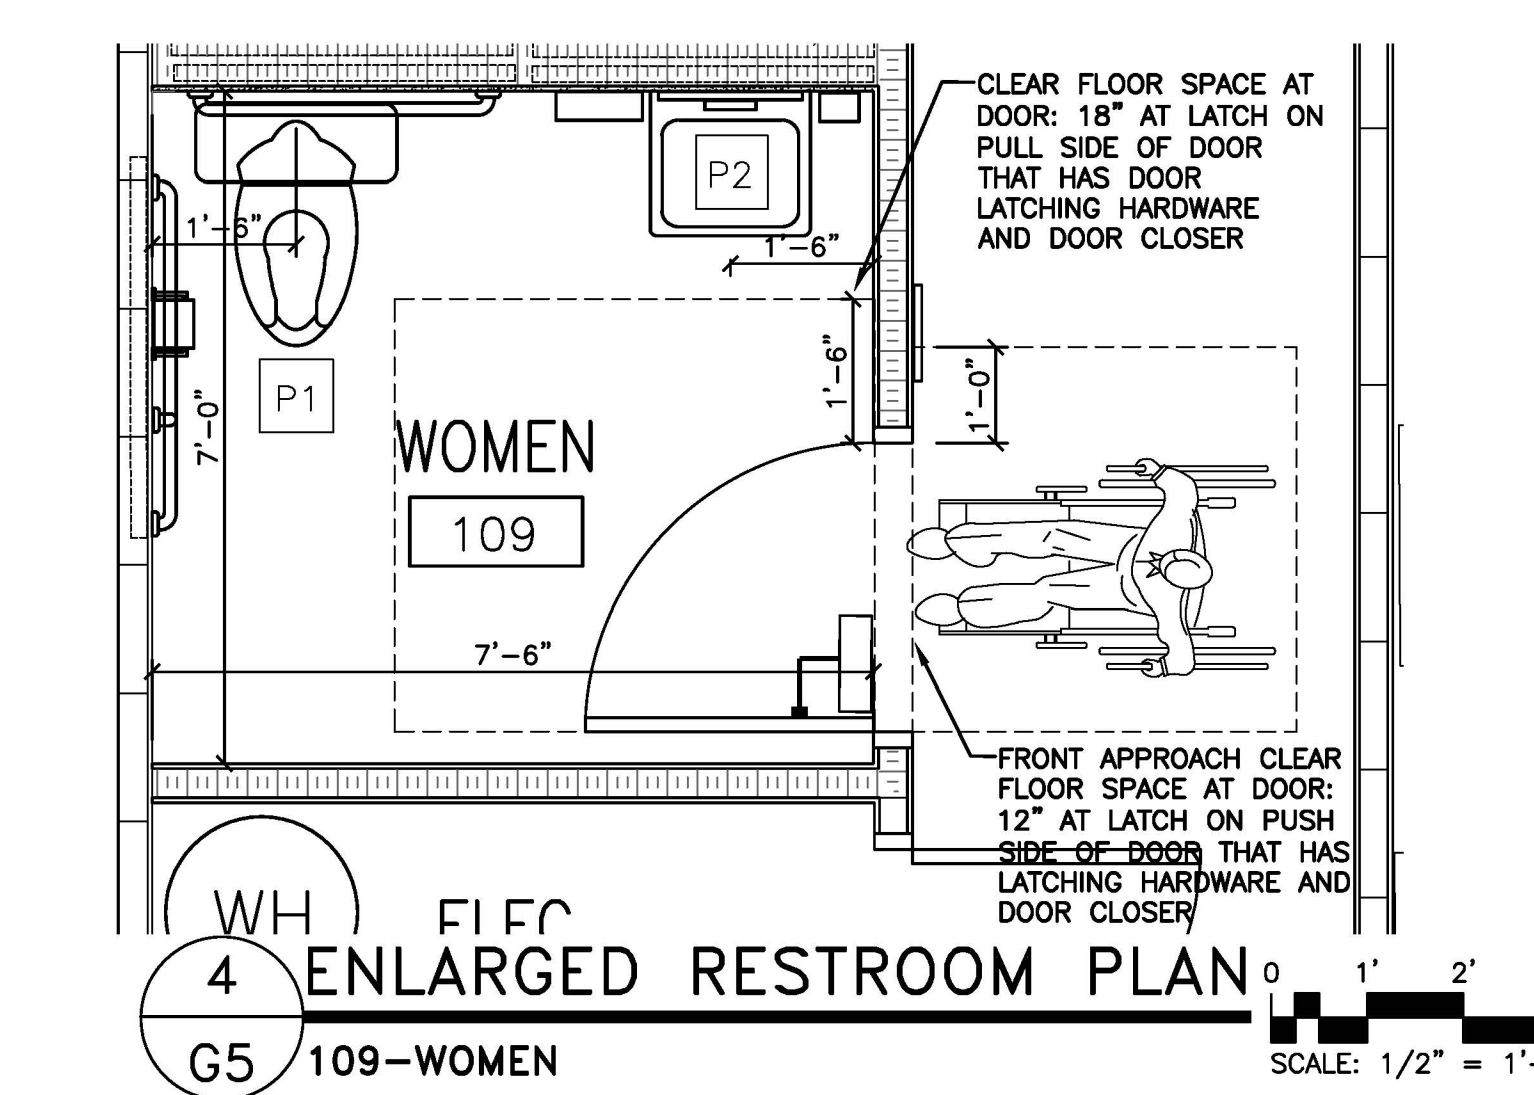 CLEAR FLOOR SPACE AT
DOOR: 18" AT LATCH ON
PULL SIDE OF DOOR
THAT HAS DOOR
LATCHING HARDWARE
AND DOOR CLOSER
P2
1'-6"
1'-6"
1'-6"
1'-0"
P1
7'-0"
WOMEN
109
7'-6"
FRONT APPROACH CLEAR
FLOOR SPACE AT DOOR:
12" AT LATCH ON PUSH
SIDE OF DOOR THAT HAS
LATCHING HARDWARE AND
DOOR CLOSER
WH
ELEC
4
ENLARGED RESTROOM PLAN
0 1' 2'
G5
109-WOMEN
SCALE: 1/2" = 1'-